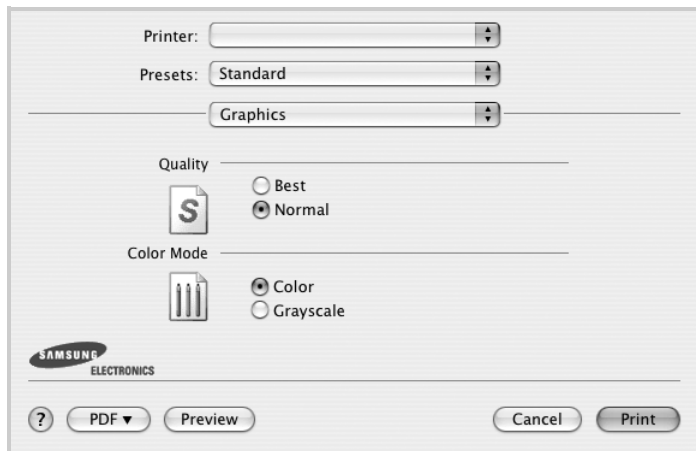 Printer:
Presets: Standard
Graphics
Quality
Best
S
Normal
Color Mode
Color
Grayscale
SAMSUNG
ELECTRONICS
? PDF Preview Cancel Print